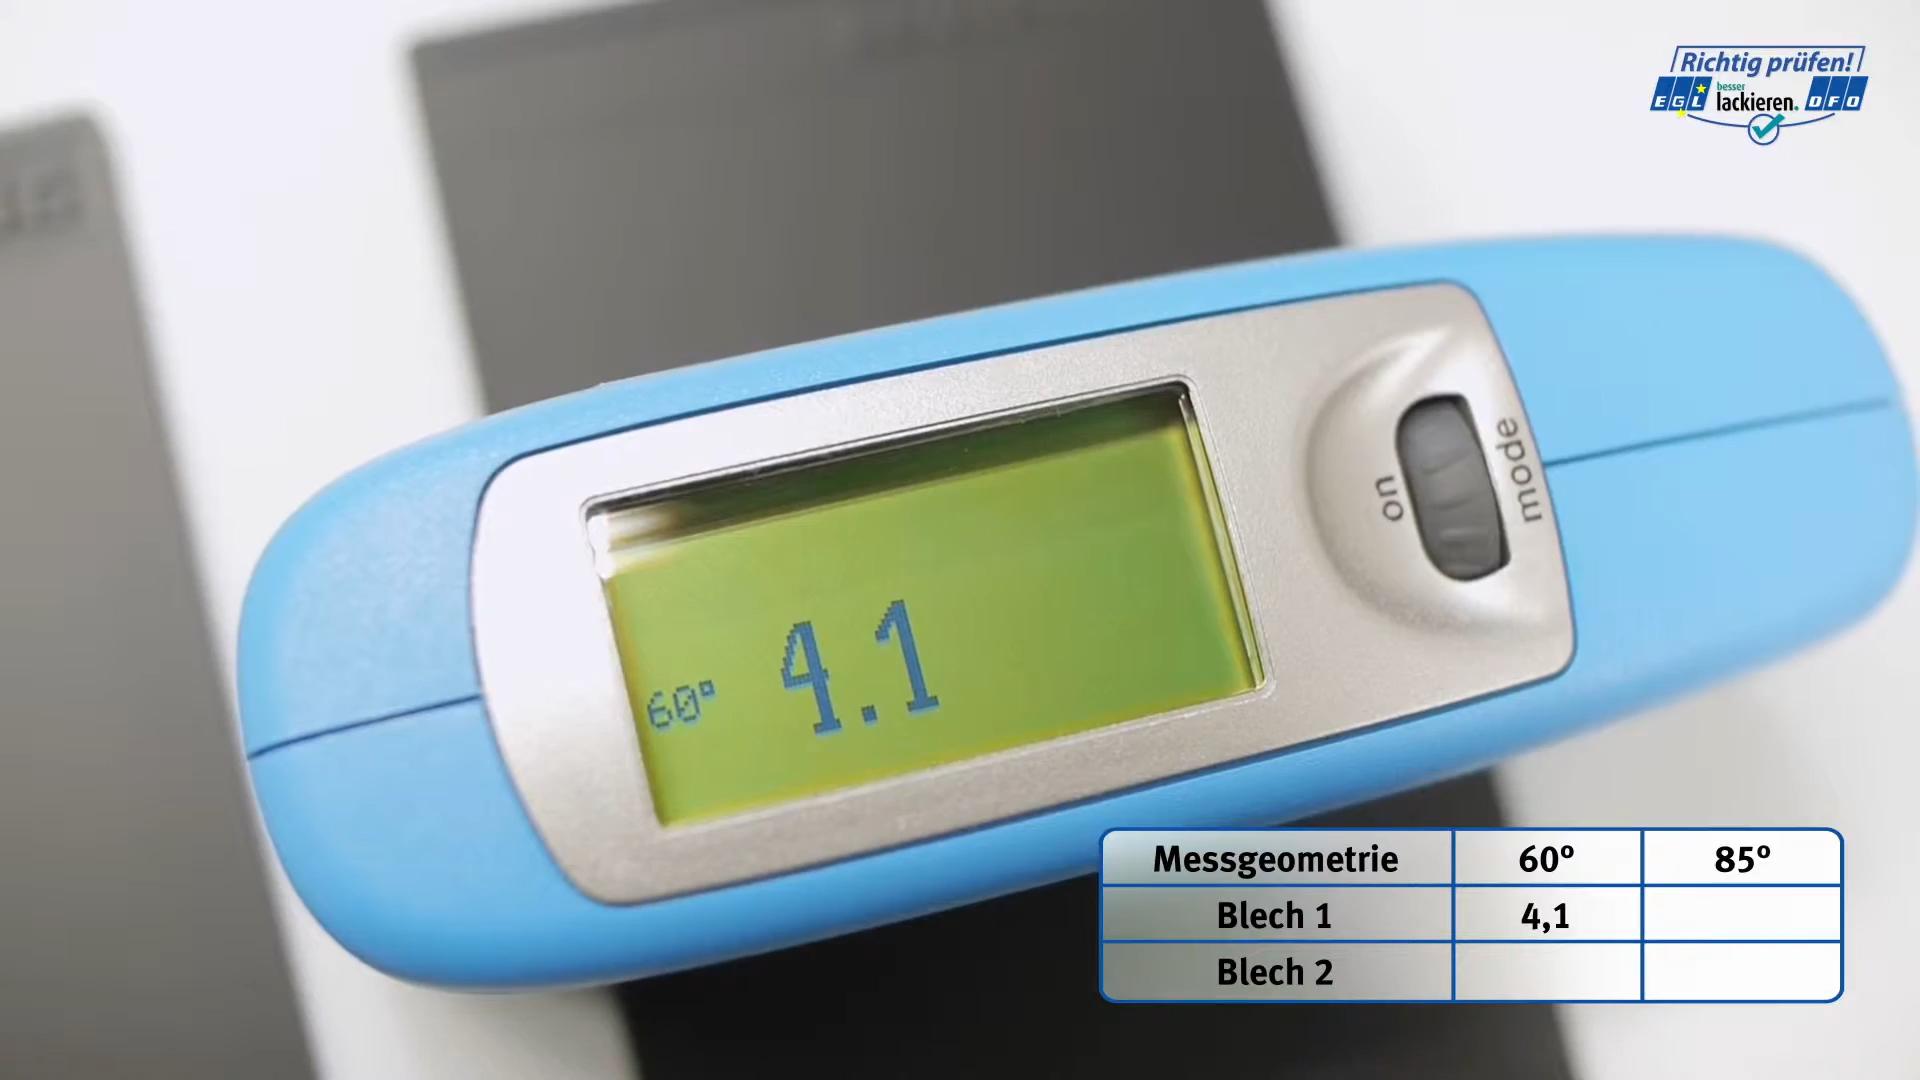 Richtig prüfen!
EGL besser lackieren. DFO
on
mode
60° 4.1
Messgeometrie 60° 85°
Blech 1 4,1
Blech 2